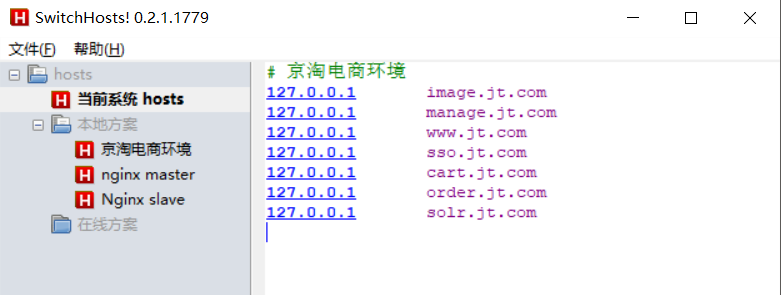 SwitchHosts! 0.2.1.1779
文件(F) 帮助(H)
hosts
当前系统 hosts
本地方案
京淘电商环境
nginx master
Nginx slave
在线方案
# 京淘电商环境
127.0.0.1 image.jt.com
127.0.0.1 manage.jt.com
127.0.0.1 www.jt.com
127.0.0.1 sso.jt.com
127.0.0.1 cart.jt.com
127.0.0.1 order.jt.com
127.0.0.1 solr.jt.com